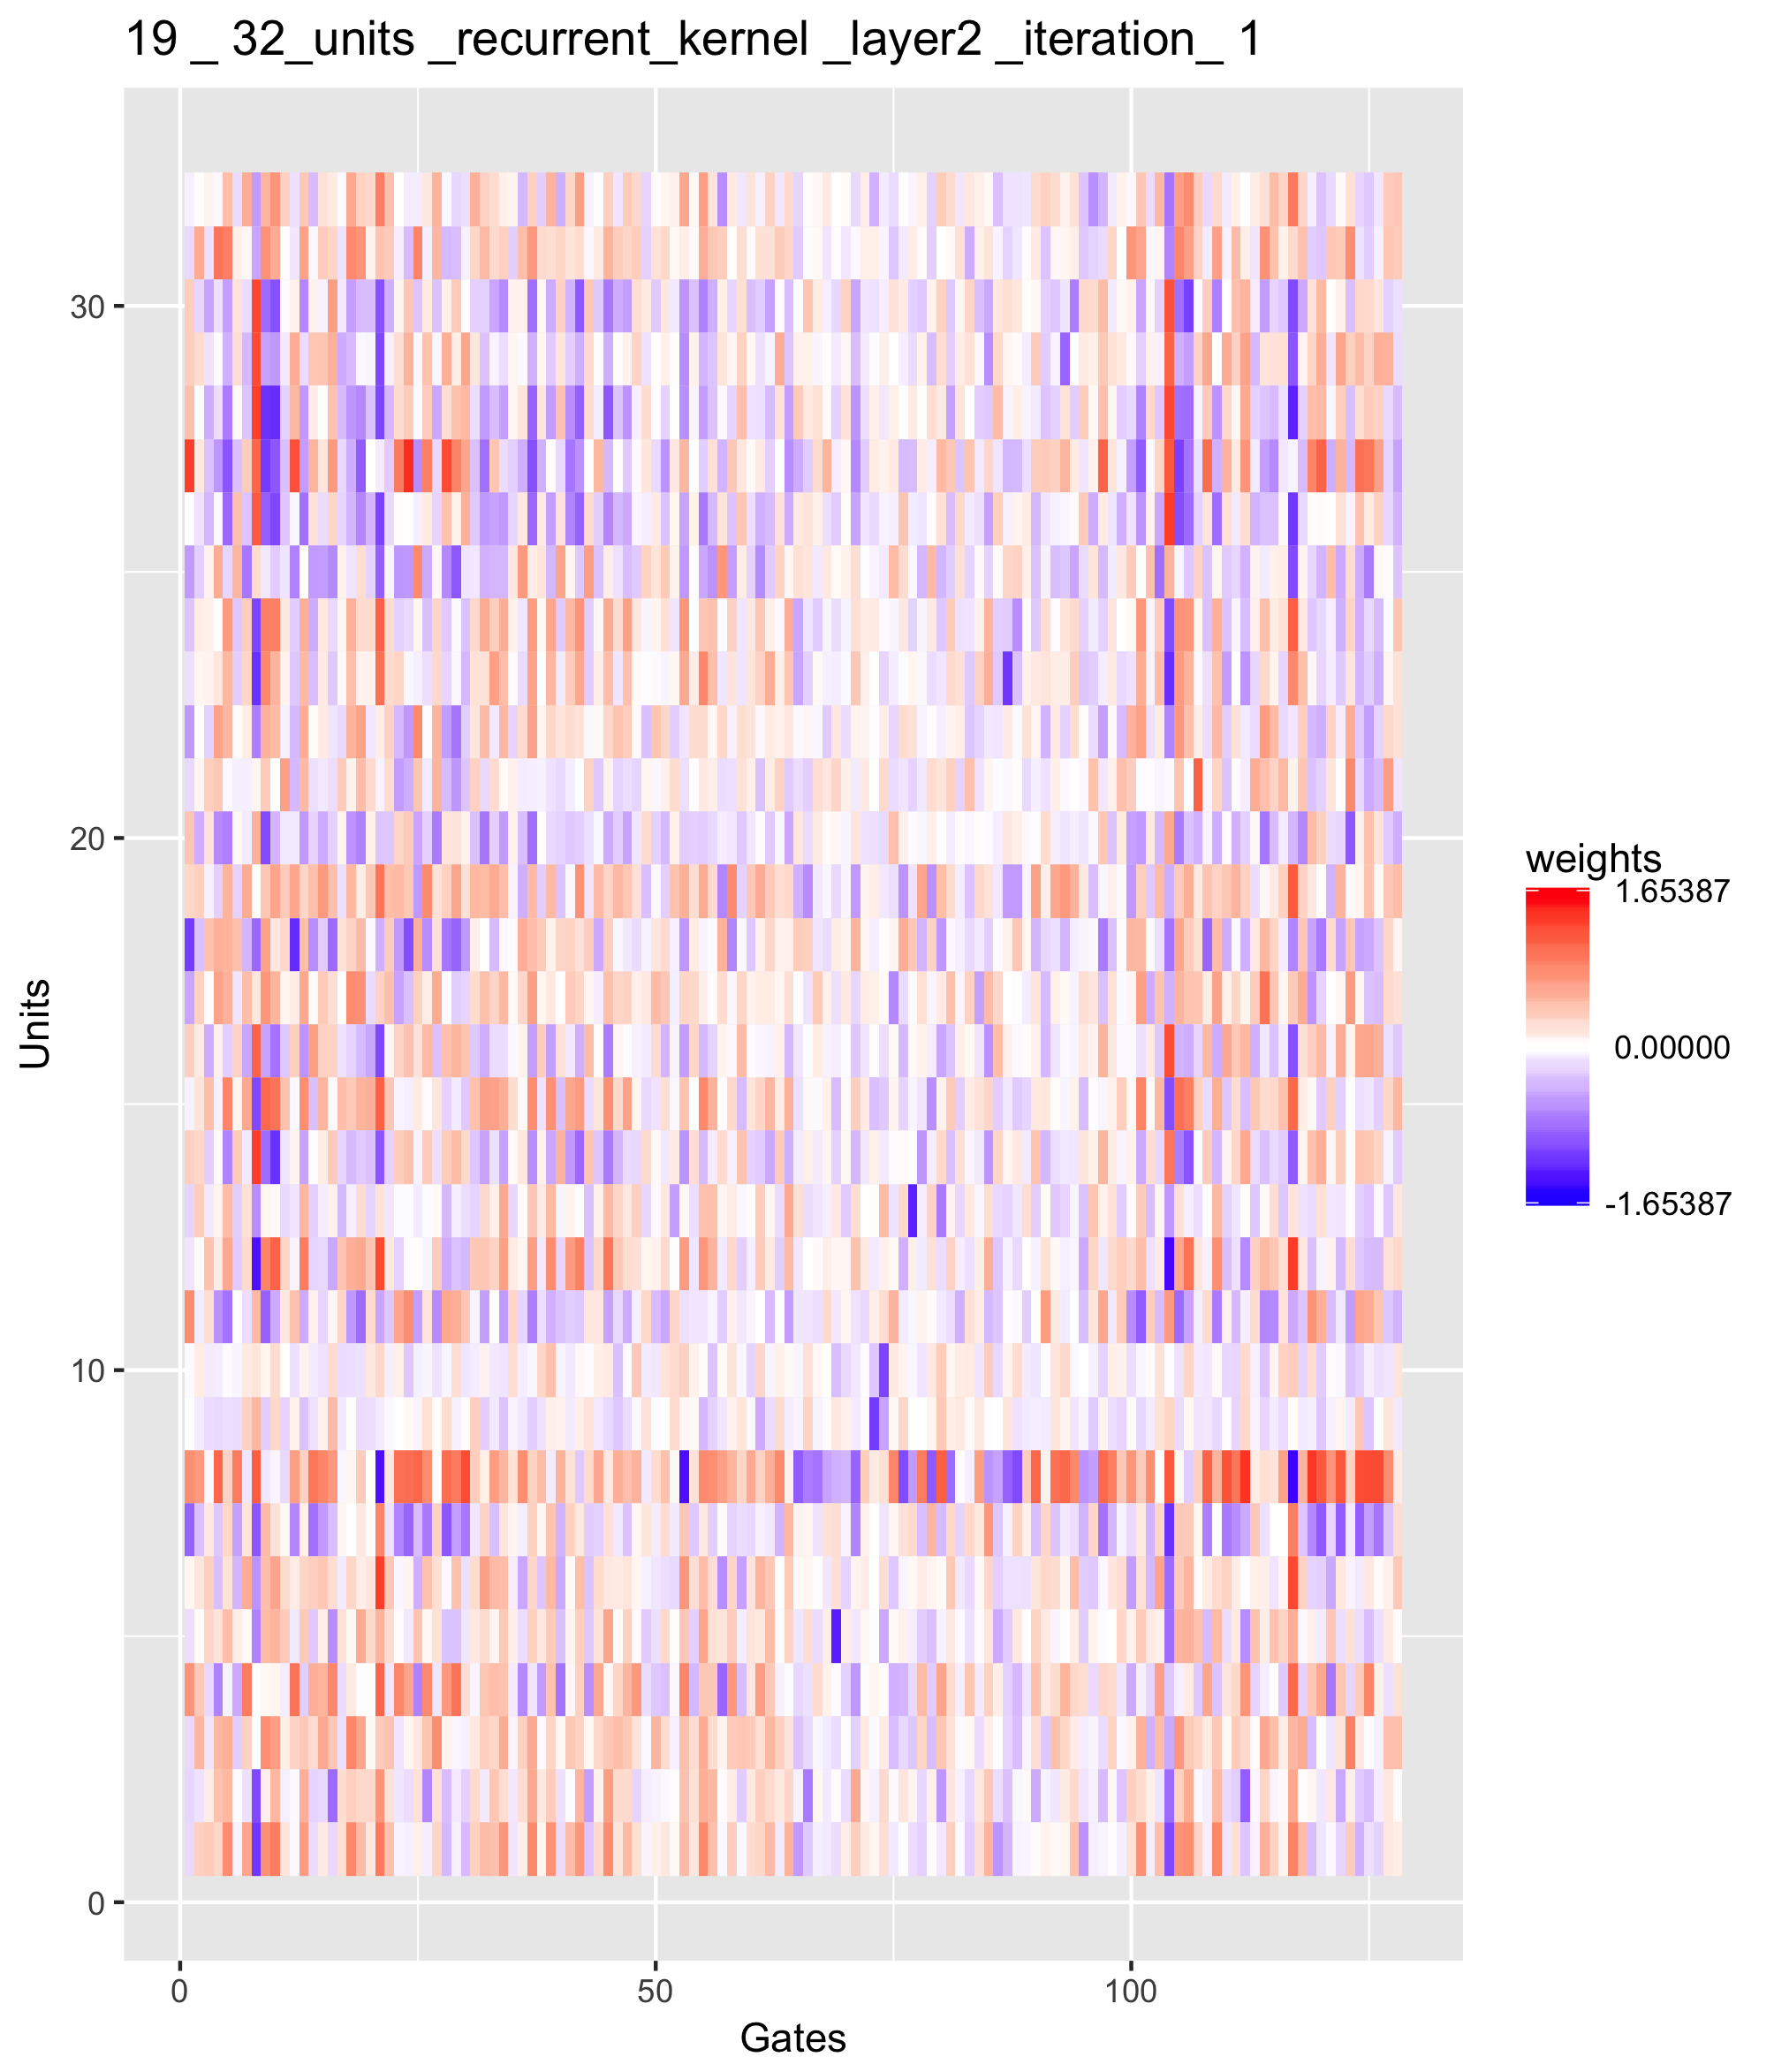 19 _ 32_units _recurrent_kernel _layer2 _iteration_ 1
30
20
10
0
Units
0 50 100
Gates
weights
1.65387
0.00000
-1.65387